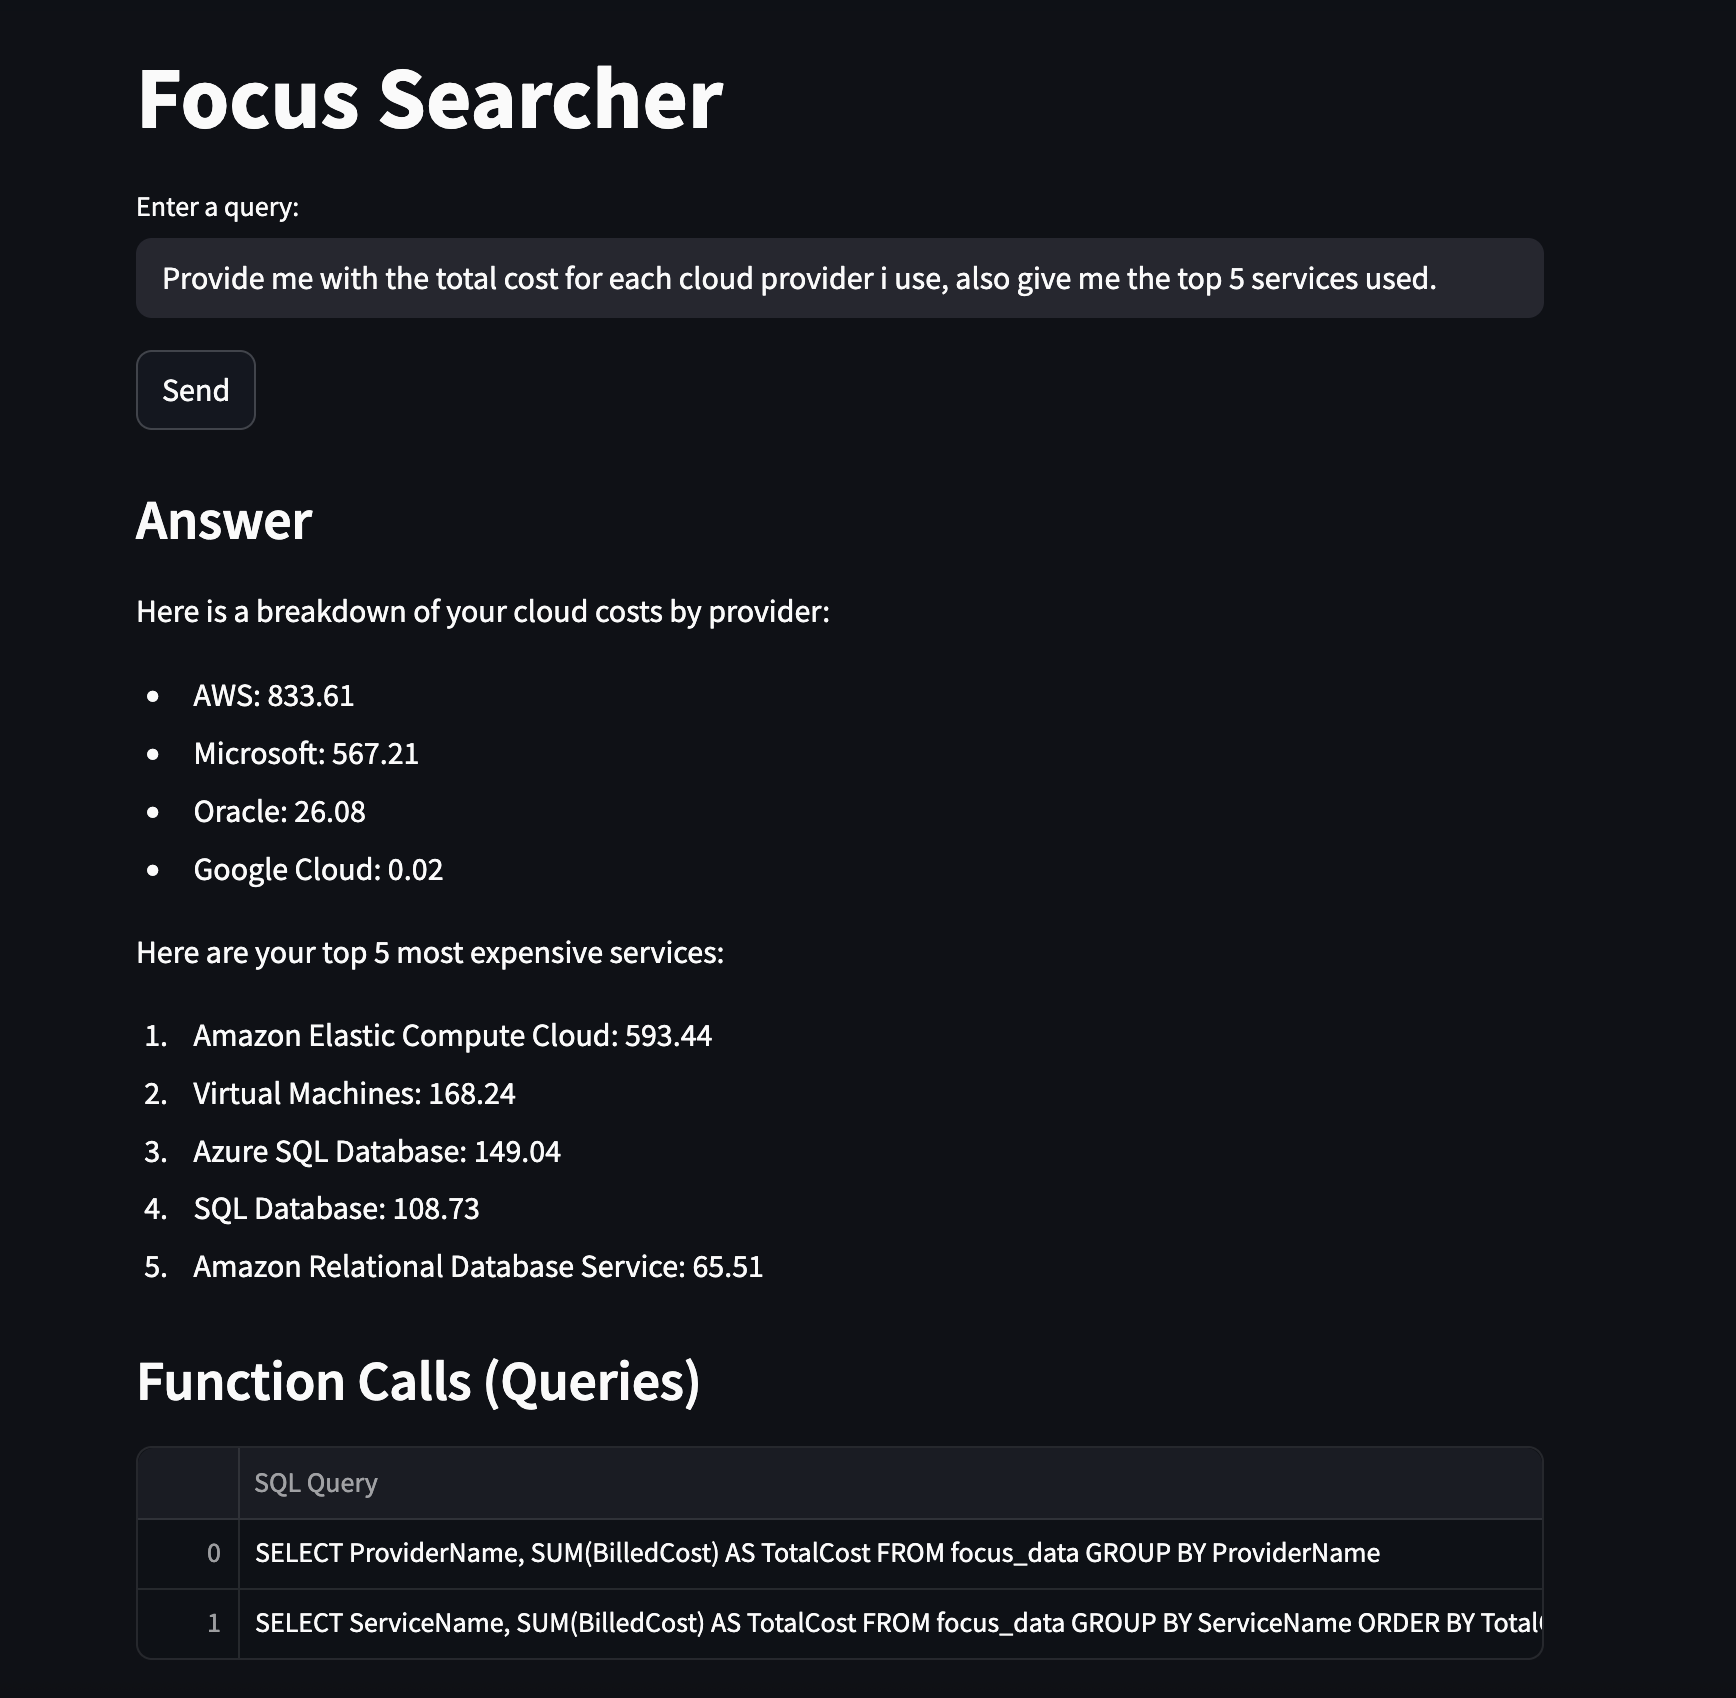 Focus Searcher
Enter a query:
Provide me with the total cost for each cloud provider i use, also give me the top 5 services used.
Send
Answer
Here is a breakdown of your cloud costs by provider:
• AWS: 833.61
• Microsoft: 567.21
• Oracle: 26.08
• Google Cloud: 0.02
Here are your top 5 most expensive services:
1. Amazon Elastic Compute Cloud: 593.44
2. Virtual Machines: 168.24
3. Azure SQL Database: 149.04
4. SQL Database: 108.73
5. Amazon Relational Database Service: 65.51
Function Calls (Queries)
SQL Query
0 SELECT ProviderName, SUM(BilledCost) AS TotalCost FROM focus_data GROUP BY ProviderName
1 SELECT ServiceName, SUM(BilledCost) AS TotalCost FROM focus_data GROUP BY ServiceName ORDER BY Total